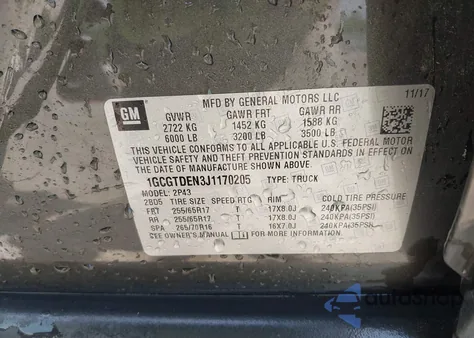 GM
MFD BY GENERAL MOTORS LLC
11/17
GVWR GAWR FRT GAWR RR
2722 KG 1452 KG 1588 KG
6000 LB 3200 LB 3500 LB
THIS VEHICLE CONFORMS TO ALL APPLICABLE U.S. FEDERAL MOTOR
VEHICLE SAFETY AND THEFT PREVENTION STANDARDS IN EFFECT ON
THE DATE OF MANUFACTURE SHOWN ABOVE.
1GCGTDEN3J1170205 TYPE: TRUCK
MODEL: 2P43
TIRE SIZE SPEED RTG RIM COLD TIRE PRESSURE
255/65R17 T 17X8.0J 240KPA(35PSI)
RR 255/65R17 T 17X8.0J 240KPA(35PSI)
SPA 265/70R16 T 16X7.0J 240KPA(35PSI)
SEE OWNER'S MANUAL FOR MORE INFORMATION.
autoshop